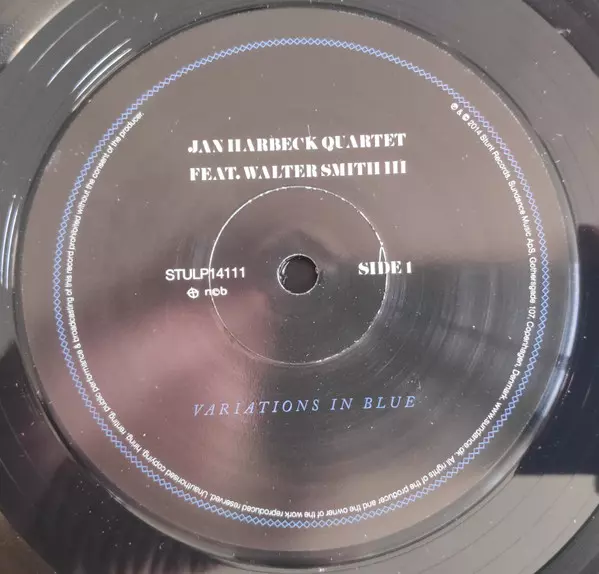 JAN HARBECK QUARTET
FEAT. WALTER SMITH III
STULP14111
SIDE 1
n©b
VARIATIONS IN BLUE
℗ & © 2014 Stunt Records, Sundance Music ApS, Gothersgade 107, Copenhagen, Denmark. www.sundance.dk. All rights of the producer and the owner of the work reproduced reserved. Unauthorised copying, hiring, renting, public performance & broadcasting of this record prohibited without the consent of the producer.